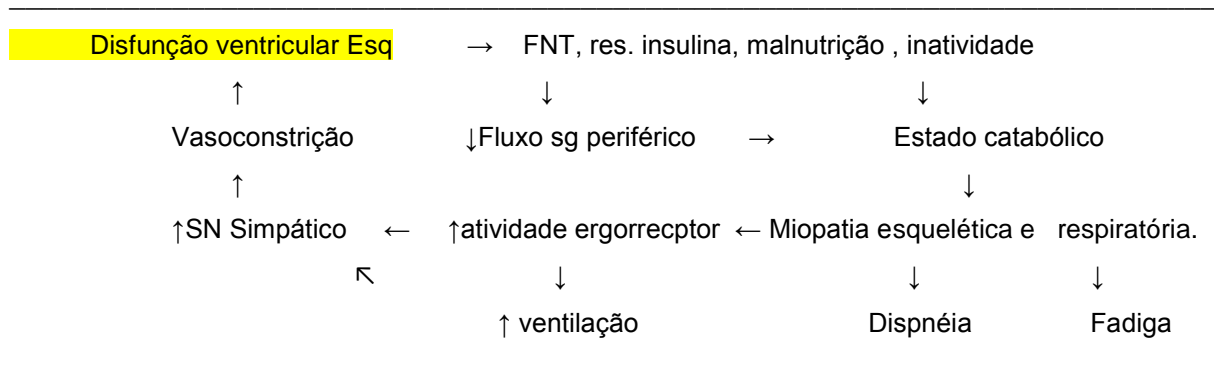 Disfunção ventricular Esq → FNT, res. insulina, malnutrição , inatividade
↑ ↓ ↓
Vasoconstrição ↓Fluxo sg periférico → Estado catabólico
↑ ↓
↑SN Simpático ← ↑atividade ergorrecptor ← Miopatia esquelética e respiratória.
↖ ↓ ↓ ↓
↑ ventilação Dispnéia Fadiga